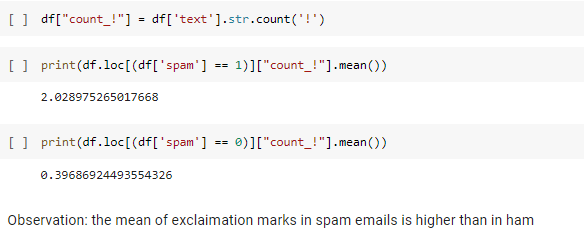 [ ] df["count_!"] = df['text'].str.count('!')
[ ] print(df.loc[(df['spam'] == 1)]["count_!"].mean())
2.028975265017668
[ ] print(df.loc[(df['spam'] == 0)]["count_!"].mean())
0.39686924493554326
Observation: the mean of exclaimation marks in spam emails is higher than in ham